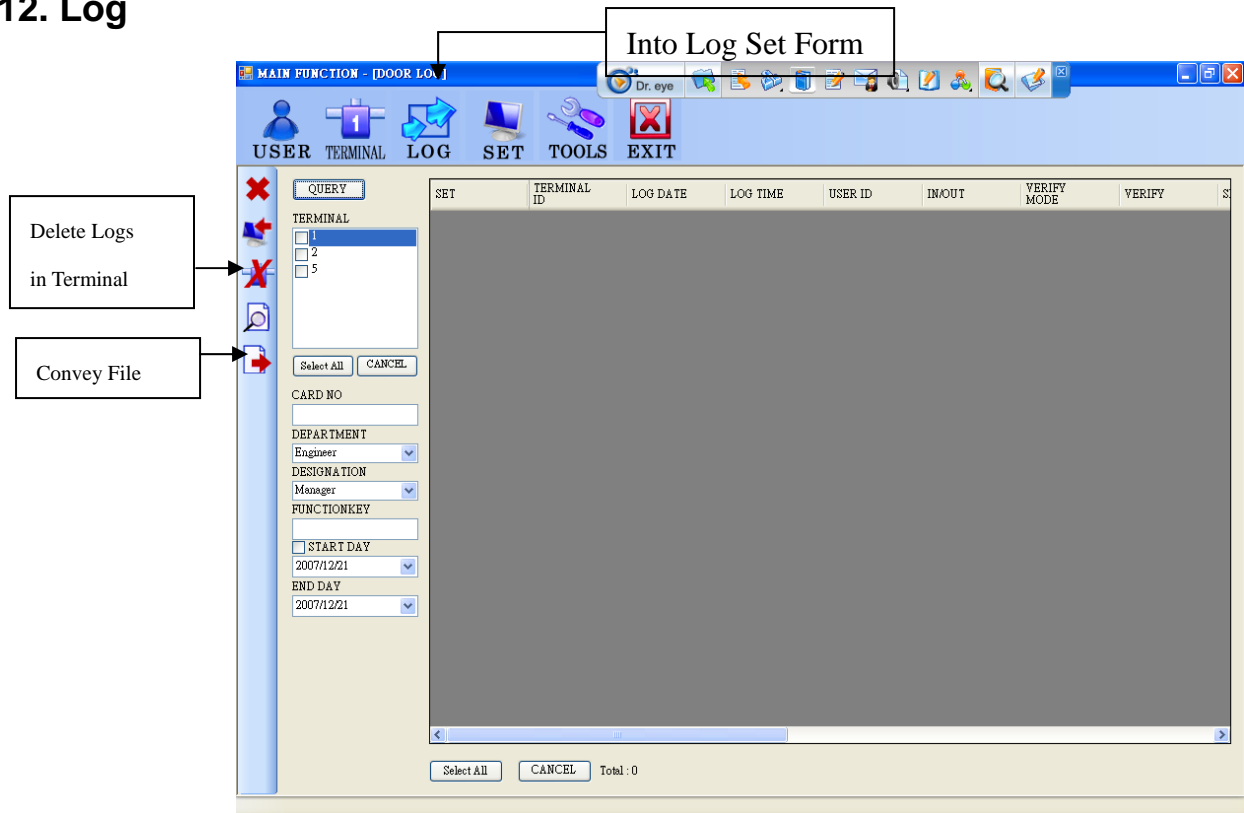 12. Log
Into Log Set Form
MAIN FUNCTION - [DOOR LOG]
Dr. eye
USER TERMINAL LOG SET TOOLS EXIT
Delete Logs
in Terminal
Convey File
QUERY
TERMINAL
1
2
5
Select All CANCEL
CARD NO
DEPARTMENT
Engineer
DESIGNATION
Manager
FUNCTIONKEY
START DAY
2007/12/21
END DAY
2007/12/21
SET TERMINAL ID LOG DATE LOG TIME USER ID IN/OUT VERIFY MODE VERIFY
Select All CANCEL Total : 0